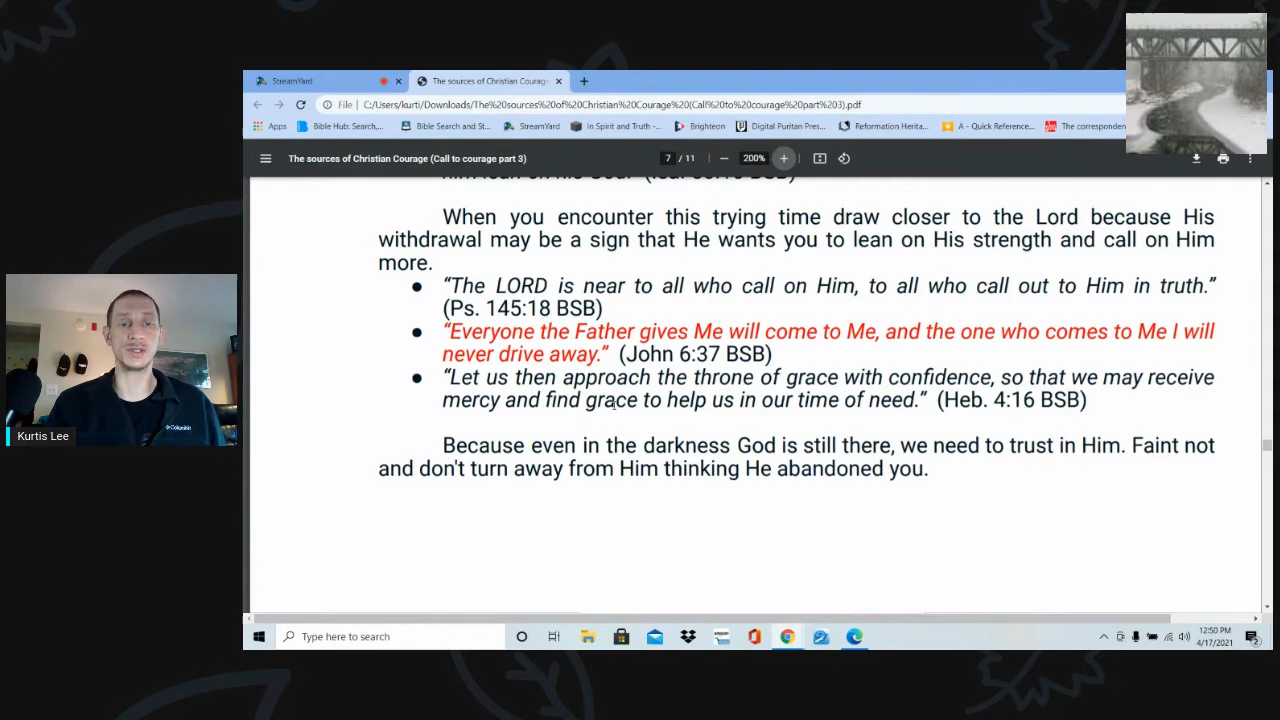 StreamYard
The sources of Christian Courage
File C:/Users/kurti/Downloads/The%20sources%20of%20Christian%20Courage%20(Call%20to%20courage%20part%203).pdf
Apps Bible Hub: Search,... Bible Search and St... StreamYard In Spirit and Truth -... Brighteon Digital Puritan Pres... Reformation Herita... A - Quick Reference... The corresponden
The sources of Christian Courage (Call to courage part 3) 7 / 11 200%
When you encounter this trying time draw closer to the Lord because His
withdrawal may be a sign that He wants you to lean on His strength and call on Him
more.
● “The LORD is near to all who call on Him, to all who call out to Him in truth.”
(Ps. 145:18 BSB)
● “Everyone the Father gives Me will come to Me, and the one who comes to Me I will
never drive away.” (John 6:37 BSB)
● “Let us then approach the throne of grace with confidence, so that we may receive
mercy and find grace to help us in our time of need.” (Heb. 4:16 BSB)
Because even in the darkness God is still there, we need to trust in Him. Faint not
and don't turn away from Him thinking He abandoned you.
Columbia
Kurtis Lee
Type here to search
12:50 PM
4/17/2021
2